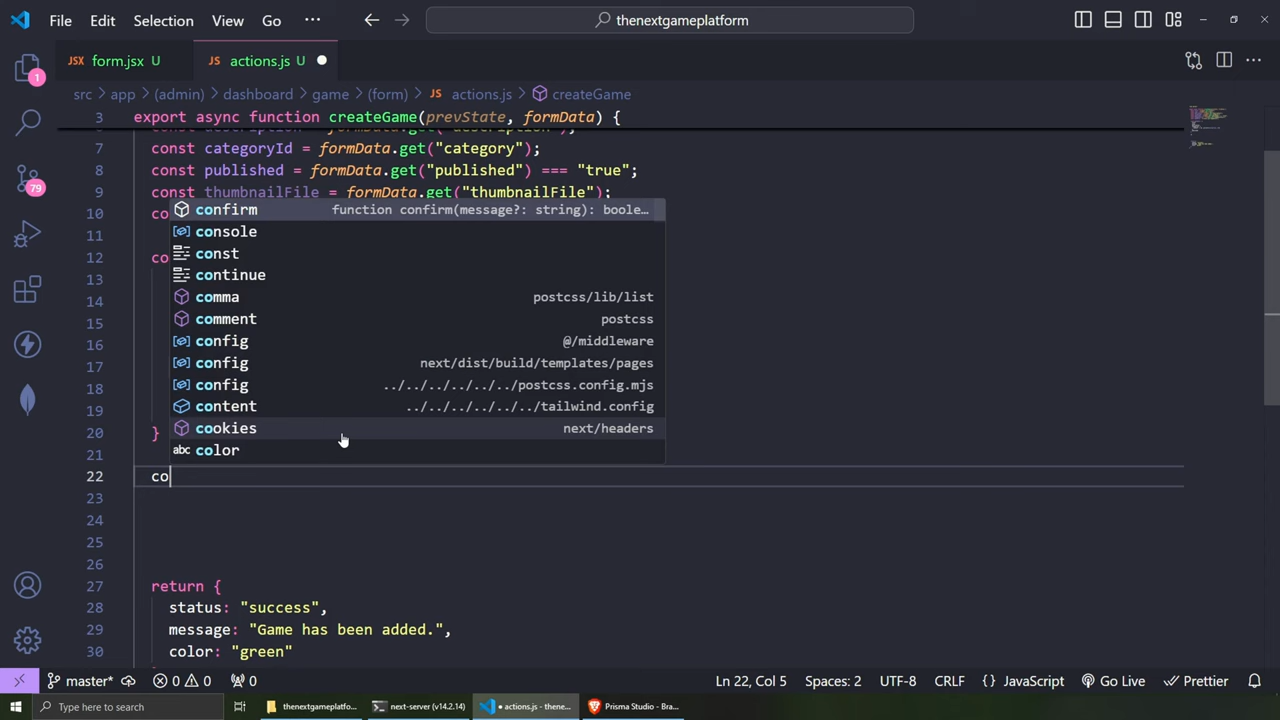 File Edit Selection View Go ··· thenextgameplatform
JSX form.jsx U JS actions.js U
src > app > (admin) > dashboard > game > (form) > JS actions.js > createGame
3 export async function createGame(prevState, formData) {
7 const categoryId = formData.get("category");
8 const published = formData.get("published") === "true";
9 const thumbnailFile = formData.get("thumbnailFile");
10 co
11
12 co
13
14
15
16
17
18
19
20 }
21
22 co
23
24
25
26
27 return {
28 status: "success",
29 message: "Game has been added.",
30 color: "green"
confirm function confirm(message?: string): boole…
console
const
continue
comma postcss/lib/list
comment postcss
config @/middleware
config next/dist/build/templates/pages
config ../../../../../../postcss.config.mjs
content ../../../../../../tailwind.config
cookies next/headers
abc color
1
79
master* 0 0 0 Ln 22, Col 5 Spaces: 2 UTF-8 CRLF {} JavaScript Go Live Prettier
Type here to search thenextgameplatfo... next-server (v14.2.14) actions.js - thene... Prisma Studio - Bra...